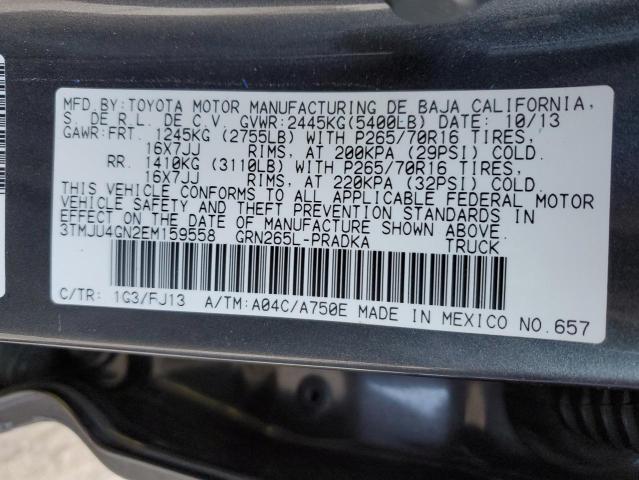 MFD.BY:TOYOTA MOTOR MANUFACTURING DE BAJA CALIFORNIA,
S. DE R.L. DE C.V. GVWR:2445KG(5400LB) DATE: 10/13
GAWR:FRT. 1245KG (2755LB) WITH P265/70R16 TIRES,
16X7JJ RIMS, AT 200KPA (29PSI) COLD.
RR. 1410KG (3110LB) WITH P265/70R16 TIRES,
16X7JJ RIMS, AT 220KPA (32PSI) COLD.
THIS VEHICLE CONFORMS TO ALL APPLICABLE FEDERAL MOTOR
VEHICLE SAFETY AND THEFT PREVENTION STANDARDS IN
EFFECT ON THE DATE OF MANUFACTURE SHOWN ABOVE.
3TMJU4GN2EM159558 GRN265L-PRADKA TRUCK
C/TR: 1G3/FJ13 A/TM:A04C/A750E MADE IN MEXICO NO.657